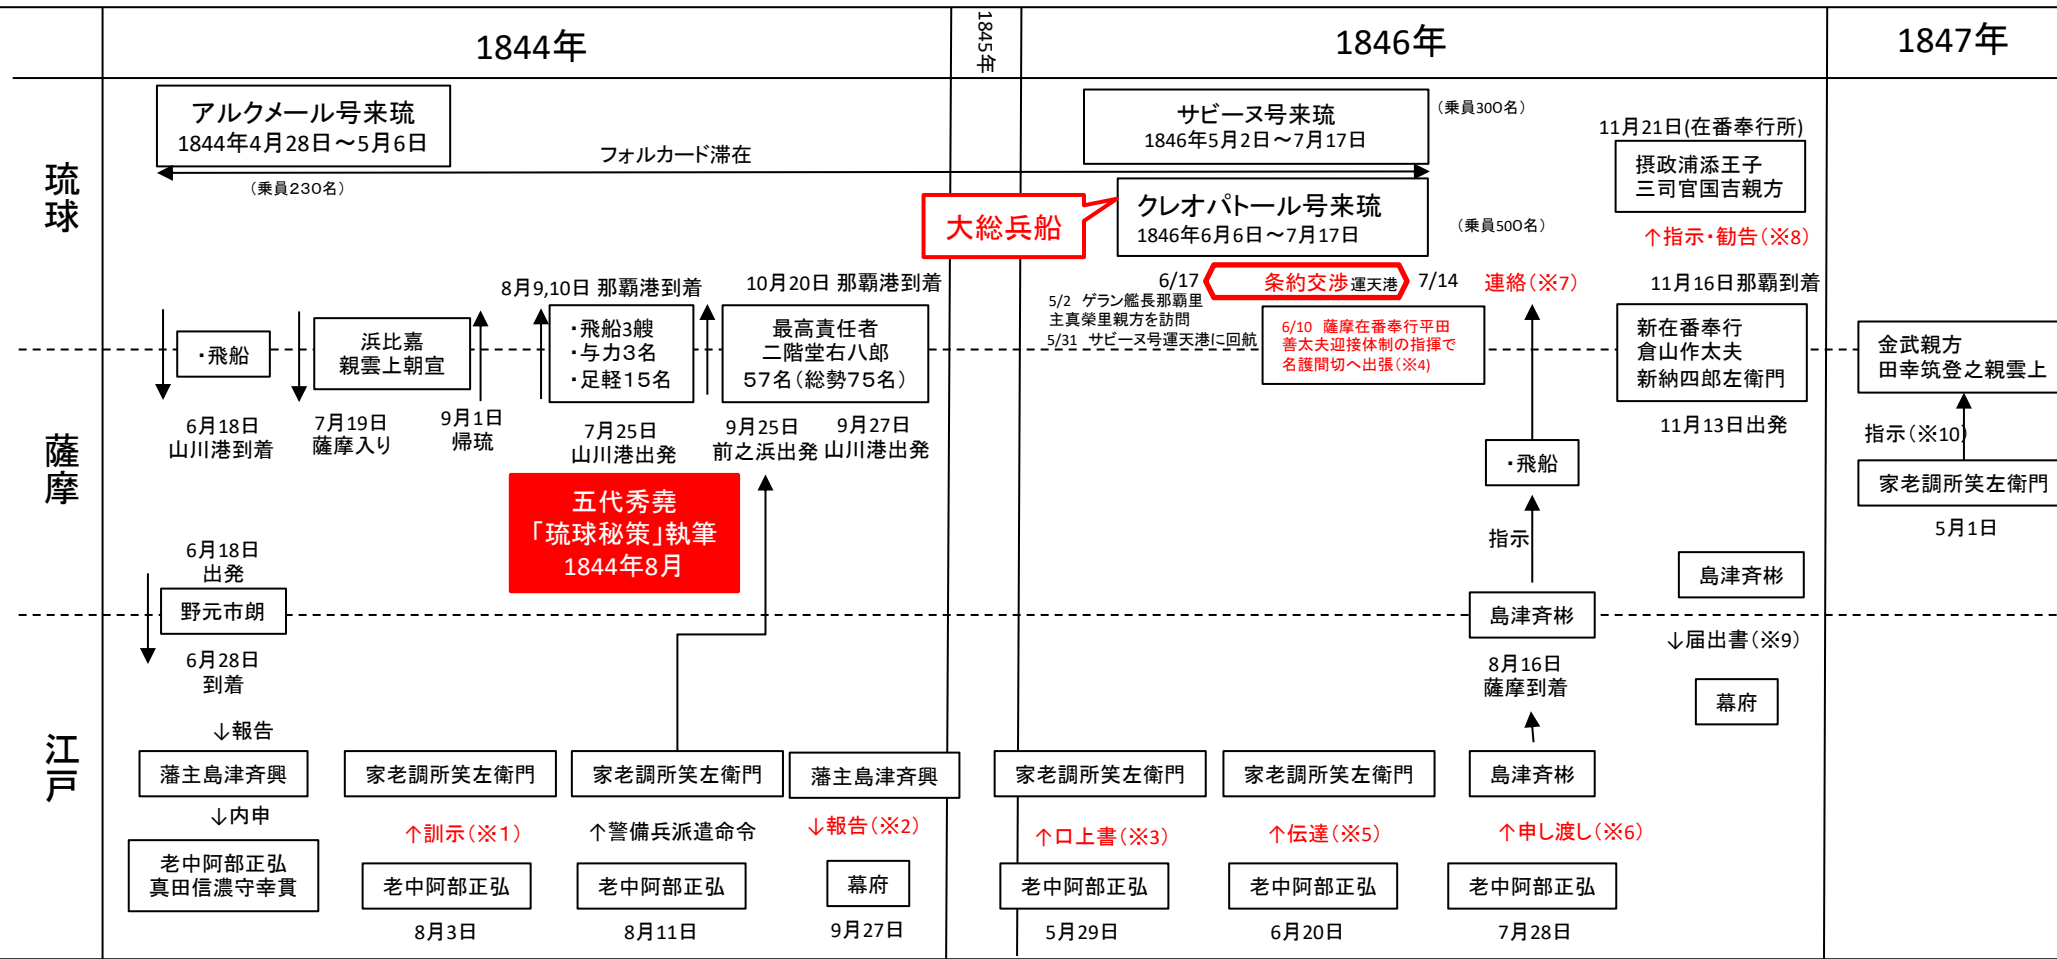 1844年
1845年
1846年
1847年
琉球
薩摩
江戸
アルクメール号来琉
1844年4月28日～5月6日
（乗員230名）
フォルカード滞在
サビーヌ号来琉
1846年5月2日～7月17日
（乗員300名）
大総兵船
クレオパトール号来琉
1846年6月6日～7月17日
（乗員500名）
11月21日(在番奉行所)
摂政浦添王子
三司官国吉親方
↑指示・勧告（※8）
・飛船
6月18日
山川港到着
浜比嘉
親雲上朝宣
7月19日
薩摩入り
9月1日
帰琉
8月9,10日 那覇港到着
・飛船3艘
・与力3名
・足軽15名
7月25日
山川港出発
10月20日 那覇港到着
最高責任者
二階堂右八郎
57名（総勢75名）
9月25日
前之浜出発
9月27日
山川港出発
6/17
条約交渉 運天港
7/14
5/2 ゲラン艦長那覇里
主真榮里親方を訪問
5/31 サビーヌ号運天港に回航
6/10 薩摩在番奉行平田
善太夫迎接体制の指揮で
名護間切へ出張（※4)
連絡（※7）
・飛船
指示
11月16日那覇到着
新在番奉行
倉山作太夫
新納四郎左衛門
11月13日出発
金武親方
田幸筑登之親雲上
指示（※10）
家老調所笑左衛門
5月1日
五代秀堯
「琉球秘策」執筆
1844年8月
6月18日
出発
野元市朗
6月28日
到着
↓報告
藩主島津斉興
↓内申
老中阿部正弘
真田信濃守幸貫
家老調所笑左衛門
↑訓示（※1）
老中阿部正弘
8月3日
家老調所笑左衛門
↑警備兵派遣命令
老中阿部正弘
8月11日
藩主島津斉興
↓報告（※2）
幕府
9月27日
家老調所笑左衛門
↑口上書（※3）
老中阿部正弘
5月29日
家老調所笑左衛門
↑伝達（※5）
老中阿部正弘
6月20日
島津斉彬
8月16日
薩摩到着
島津斉彬
↑申し渡し（※6）
老中阿部正弘
7月28日
島津斉彬
↓届出書（※9）
幕府